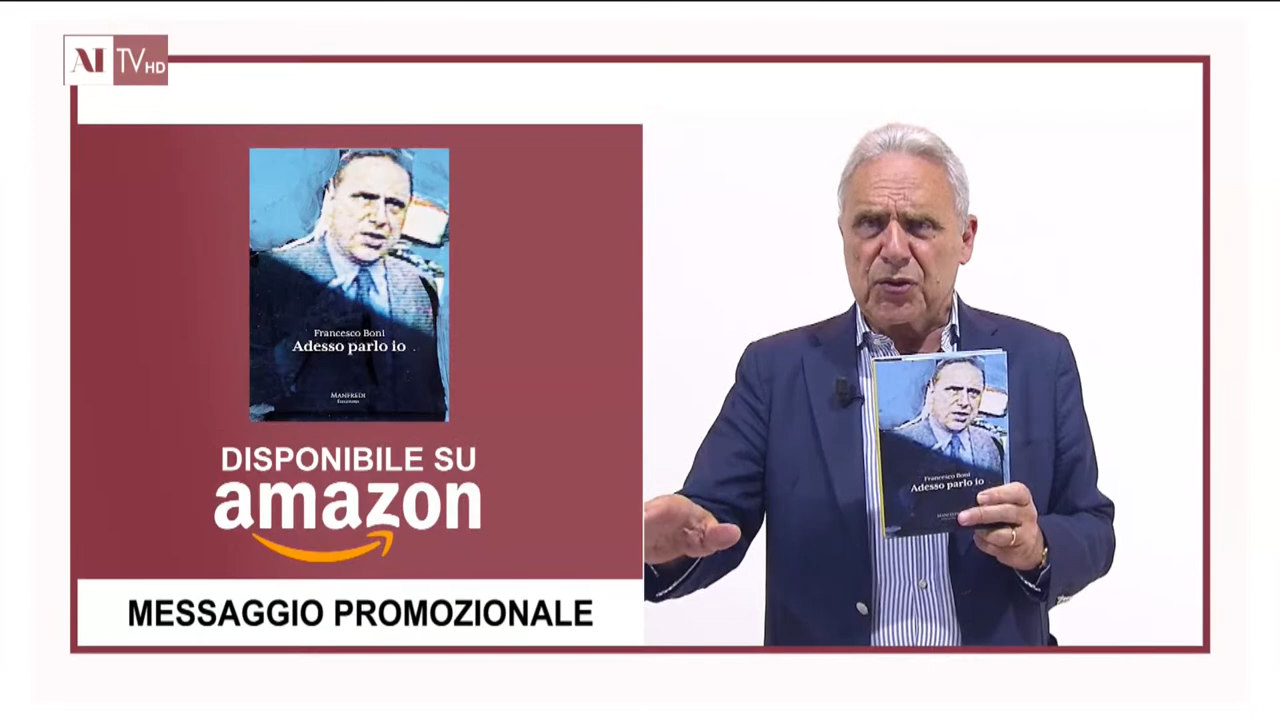 AI TV HD
Francesco Boni
Adesso parlo io
MANFREDI
EDIZIONI
DISPONIBILE SU
amazon
MESSAGGIO PROMOZIONALE
Francesco Boni
Adesso parlo io